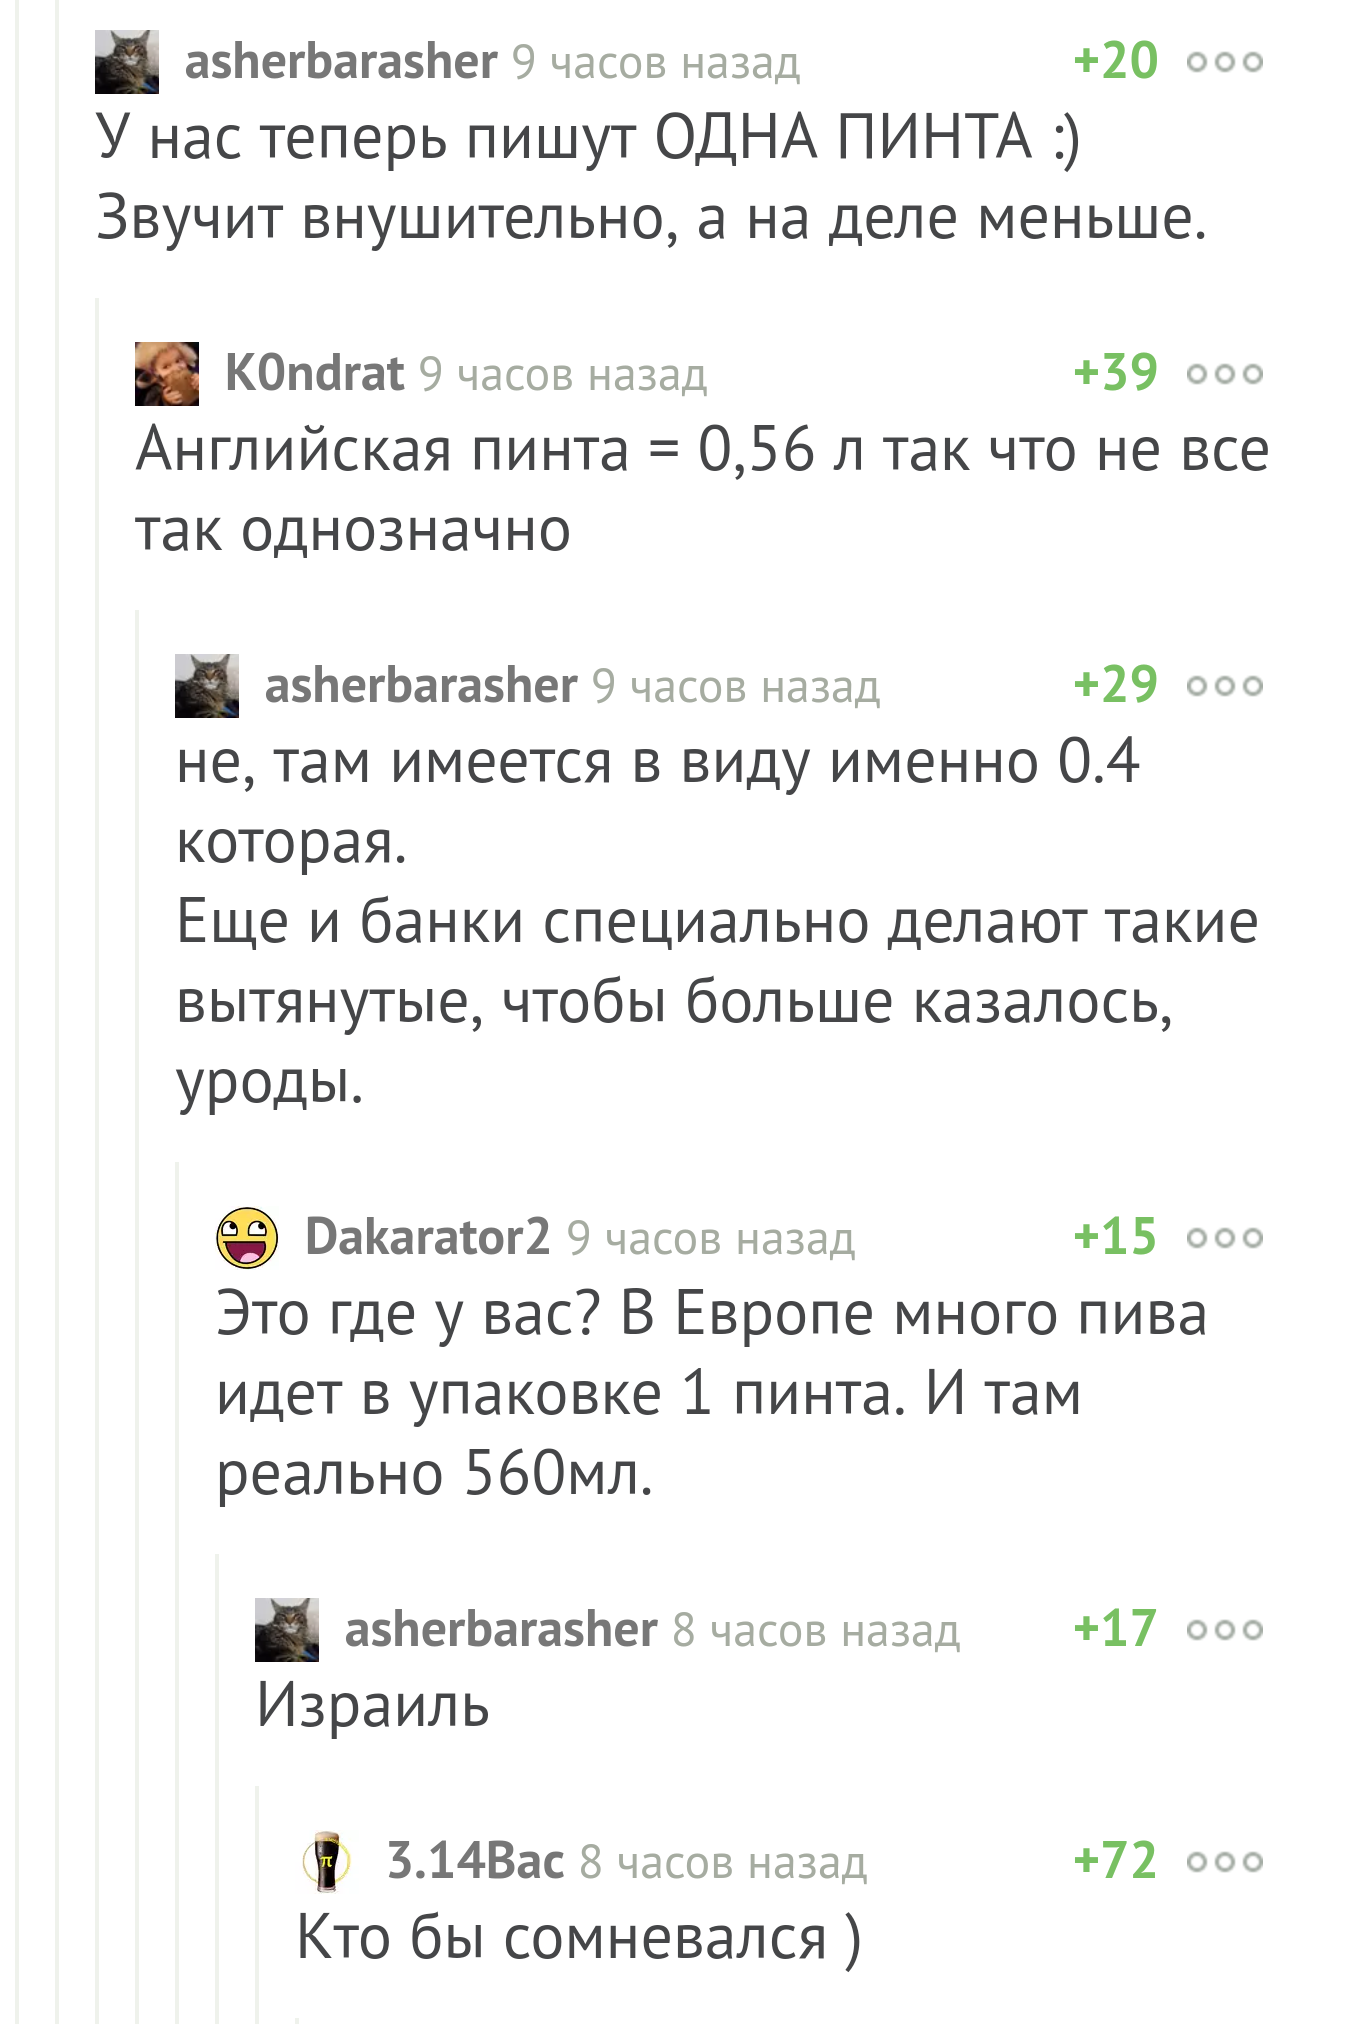 asherbarasher 9 часов назад +20
У нас теперь пишут ОДНА ПИНТА :)
Звучит внушительно, а на деле меньше.
K0ndrat 9 часов назад +39
Английская пинта = 0,56 л так что не все
так однозначно
asherbarasher 9 часов назад +29
не, там имеется в виду именно 0.4
которая.
Еще и банки специально делают такие
вытянутые, чтобы больше казалось,
уроды.
Dakarator2 9 часов назад +15
Это где у вас? В Европе много пива
идет в упаковке 1 пинта. И там
реально 560мл.
asherbarasher 8 часов назад +17
Израиль
π 3.14Bac 8 часов назад +72
Кто бы сомневался )